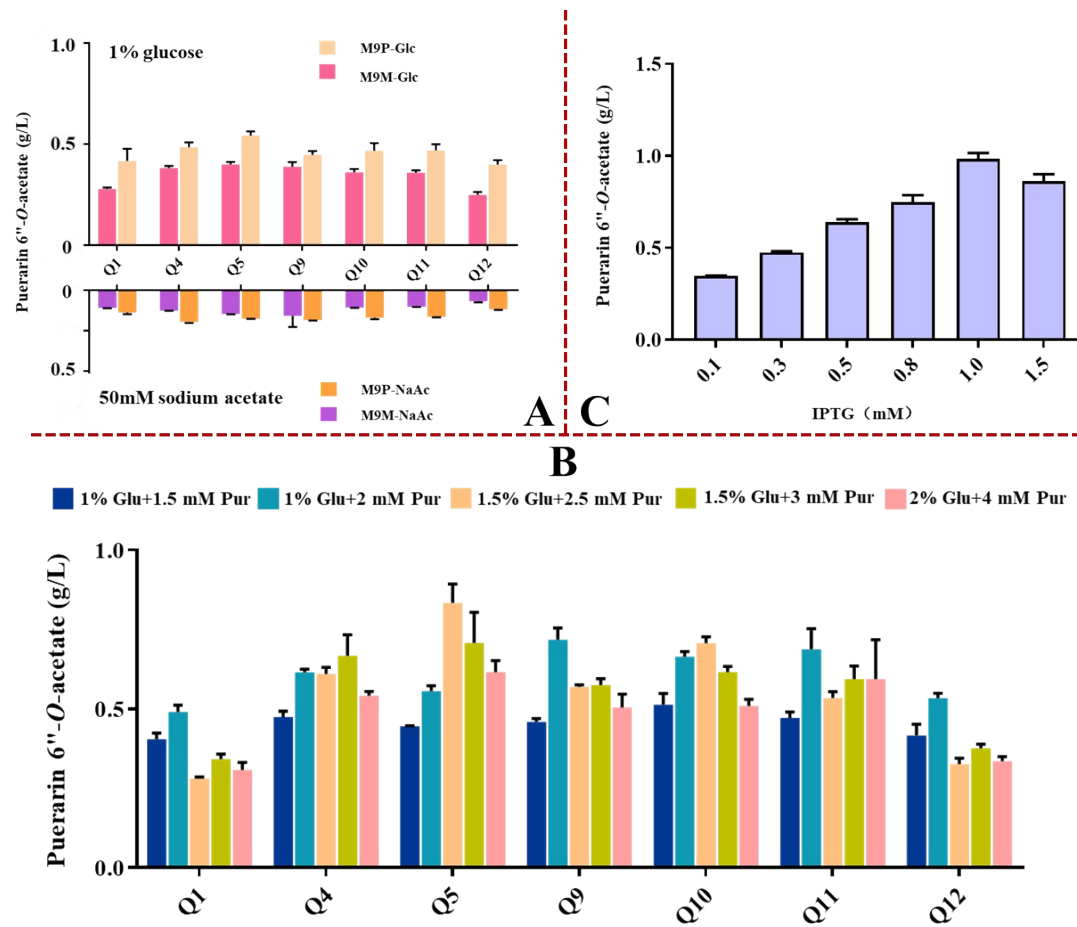 1.0
1% glucose
M9P-Glc
M9M-Glc
0.5
0
Puerarin 6"-O-acetate (g/L)
Q1 Q4 Q5 Q9 Q10 Q11 Q12
0
0.5
50mM sodium acetate
M9P-NaAc
M9M-NaAc
A
C
1.5
1.0
0.5
0.0
Puerarin 6"-O-acetate (g/L)
0.1 0.3 0.5 0.8 1.0 1.5
IPTG（mM）
B
1% Glu+1.5 mM Pur 1% Glu+2 mM Pur 1.5% Glu+2.5 mM Pur 1.5% Glu+3 mM Pur 2% Glu+4 mM Pur
1.0
0.5
0.0
Puerarin 6"-O-acetate (g/L)
Q1 Q4 Q5 Q9 Q10 Q11 Q12